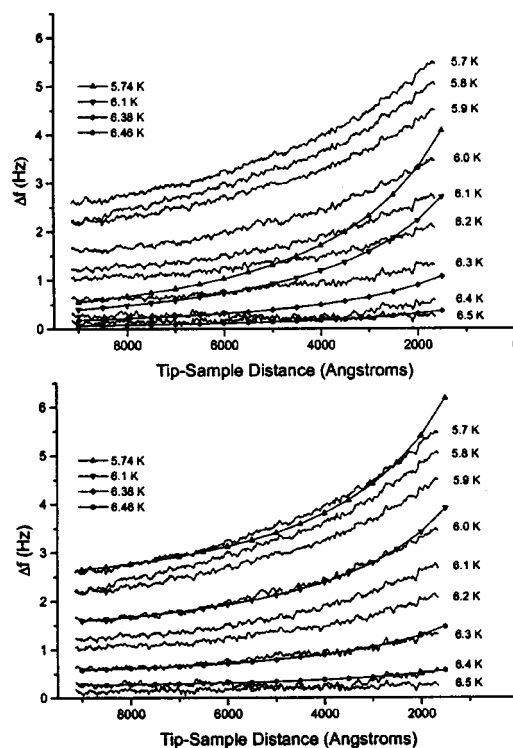 6
5
4
3
2
1
0
Δf (Hz)
5.74 K
6.1 K
6.38 K
6.46 K
5.7 K
5.8 K
5.9 K
6.0 K
6.1 K
6.2 K
6.3 K
6.4 K
6.5 K
8000 6000 4000 2000
Tip-Sample Distance (Angstroms)
6
5
4
3
2
1
0
Δf (Hz)
5.74 K
6.1 K
6.38 K
6.46 K
5.7 K
5.8 K
5.9 K
6.0 K
6.1 K
6.2 K
6.3 K
6.4 K
6.5 K
8000 6000 4000 2000
Tip-Sample Distance (Angstroms)